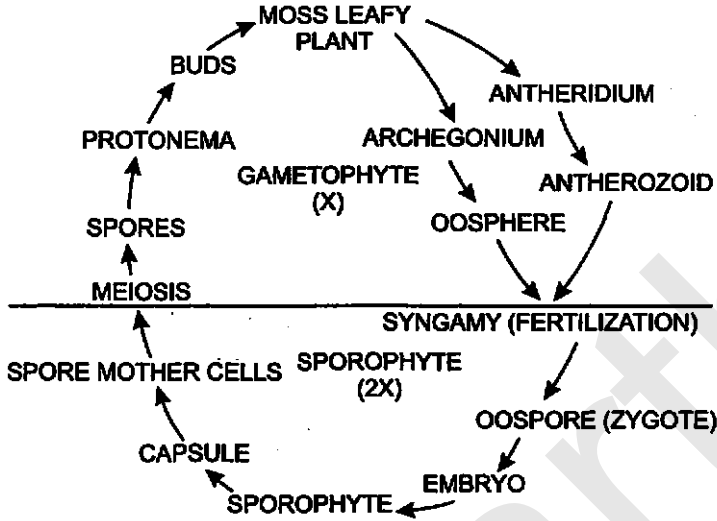 MOSS LEAFY
PLANT
BUDS
ANTHERIDIUM
PROTONEMA
ARCHEGONIUM
GAMETOPHYTE
(X)
ANTHEROZOID
SPORES
OOSPHERE
MEIOSIS
SYNGAMY (FERTILIZATION)
SPORE MOTHER CELLS
SPOROPHYTE
(2X)
OOSPORE (ZYGOTE)
CAPSULE
EMBRYO
SPOROPHYTE